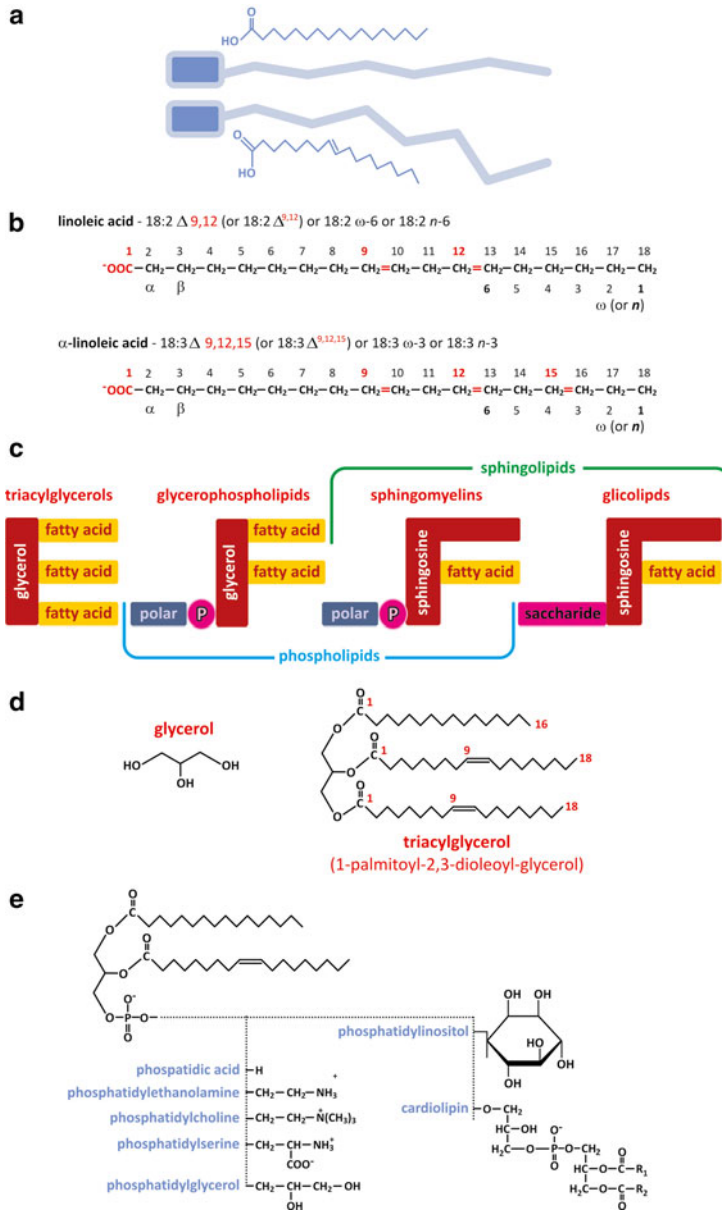 a
O
HO
O
HO
b
linoleic acid - 18:2 Δ 9,12 (or 18:2 Δ9,12) or 18:2 ω-6 or 18:2 n-6
1 2 3 4 5 6 7 8 9 10 11 12 13 14 15 16 17 18
⁻OOC—CH₂—CH₂—CH₂—CH₂—CH₂—CH₂—CH₂—CH₂=CH₂—CH₂—CH₂=CH₂—CH₂—CH₂—CH₂—CH₂—CH₂
α β 6 5 4 3 2 1
ω (or n)
α-linoleic acid - 18:3 Δ 9,12,15 (or 18:3 Δ9,12,15) or 18:3 ω-3 or 18:3 n-3
1 2 3 4 5 6 7 8 9 10 11 12 13 14 15 16 17 18
⁻OOC—CH₂—CH₂—CH₂—CH₂—CH₂—CH₂—CH₂—CH₂=CH₂—CH₂—CH₂=CH₂—CH₂—CH₂=CH₂—CH₂—CH₂
α β 6 5 4 3 2 1
ω (or n)
c
sphingolipids
triacylglycerols glycerophospholipids sphingomyelins glicolipds
glycerol
fatty acid
fatty acid
fatty acid
polar P
glycerol
fatty acid
fatty acid
polar P
sphingosine
fatty acid
saccharide
sphingosine
fatty acid
phospholipids
d
glycerol
HO OH
OH
O
C 1 16
O
O
C 1 9 18
O
O
C 1 9 18
O
triacylglycerol
(1-palmitoyl-2,3-dioleoyl-glycerol)
e
O
C
O
O
C
O
O⁻
O—P—O—
O
phospatidic acid —H
phosphatidylethanolamine —CH₂—CH₂—NH₃⁺
phosphatidylcholine —CH₂—CH₂—N⁺(CH₃)₃
phosphatidylserine —CH₂—CH—NH₃⁺
COO⁻
phosphatidylglycerol —CH₂—CH—CH₂—OH
OH
phosphatidylinositol
OH OH
HO
OH
OH OH
cardiolipin —O—CH₂
CH OH O⁻
H₂C—O—P—O—CH₂
O CH—O—CO—R₁
H₂C—O—CO—R₂